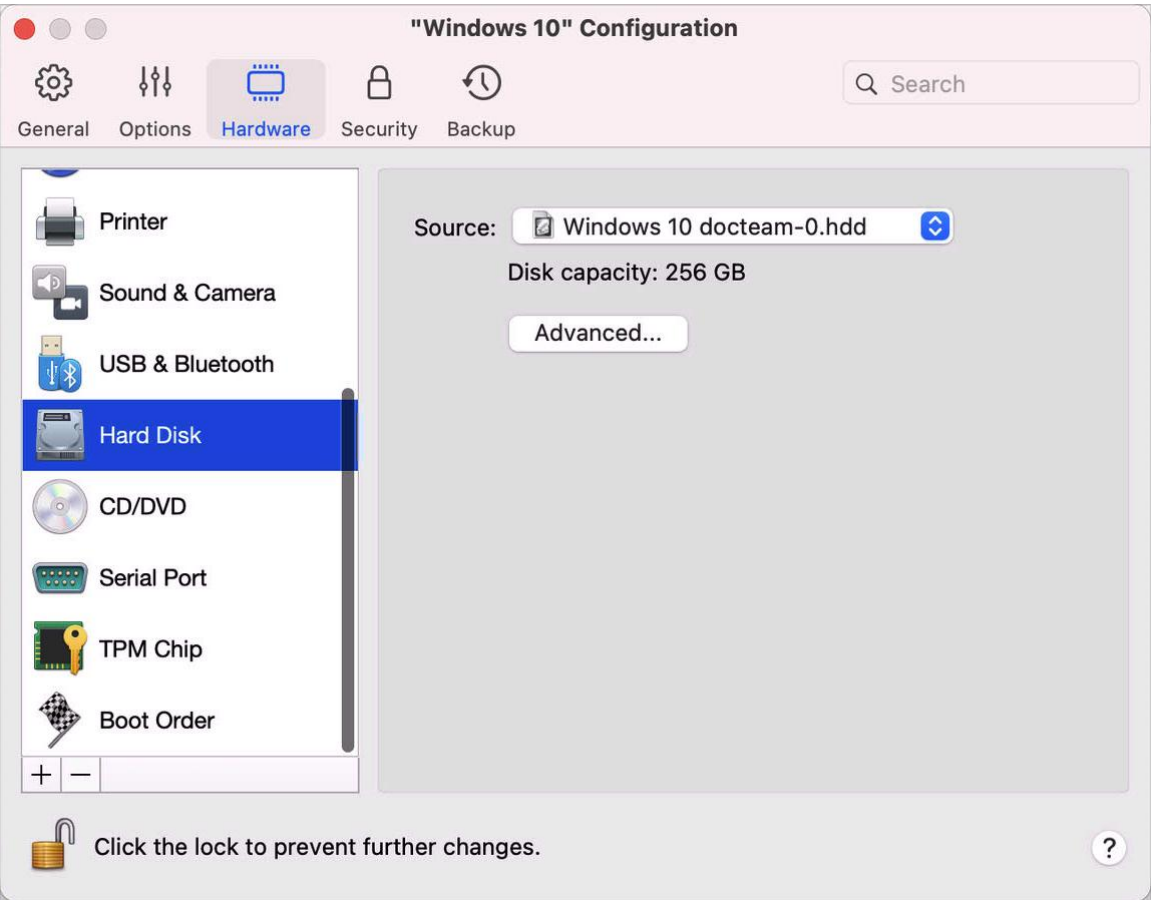 "Windows 10" Configuration
General Options Hardware Security Backup
Search
Printer
Sound & Camera
USB & Bluetooth
Hard Disk
CD/DVD
Serial Port
TPM Chip
Boot Order
Source: Windows 10 docteam-0.hdd
Disk capacity: 256 GB
Advanced...
Click the lock to prevent further changes.
?